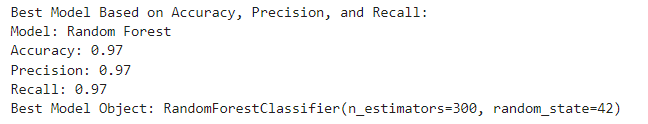 Best Model Based on Accuracy, Precision, and Recall:
Model: Random Forest
Accuracy: 0.97
Precision: 0.97
Recall: 0.97
Best Model Object: RandomForestClassifier(n_estimators=300, random_state=42)